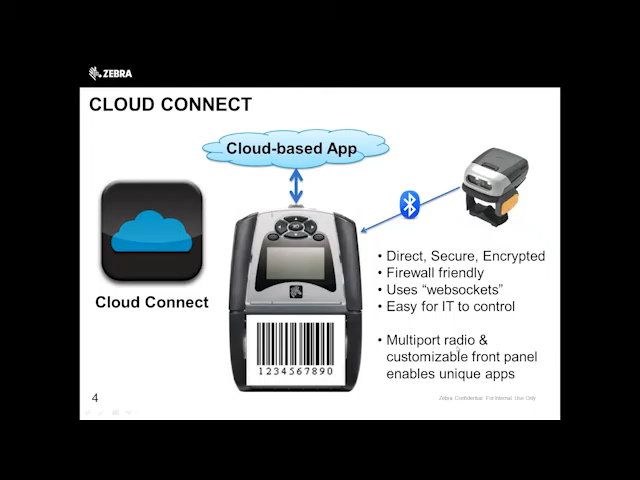 ZEBRA
CLOUD CONNECT
Cloud-based App
Cloud Connect
• Direct, Secure, Encrypted
• Firewall friendly
• Uses “websockets”
• Easy for IT to control
• Multiport radio &
customizable front panel
enables unique apps
1234567890
4
Zebra Confidential: For Internal Use Only